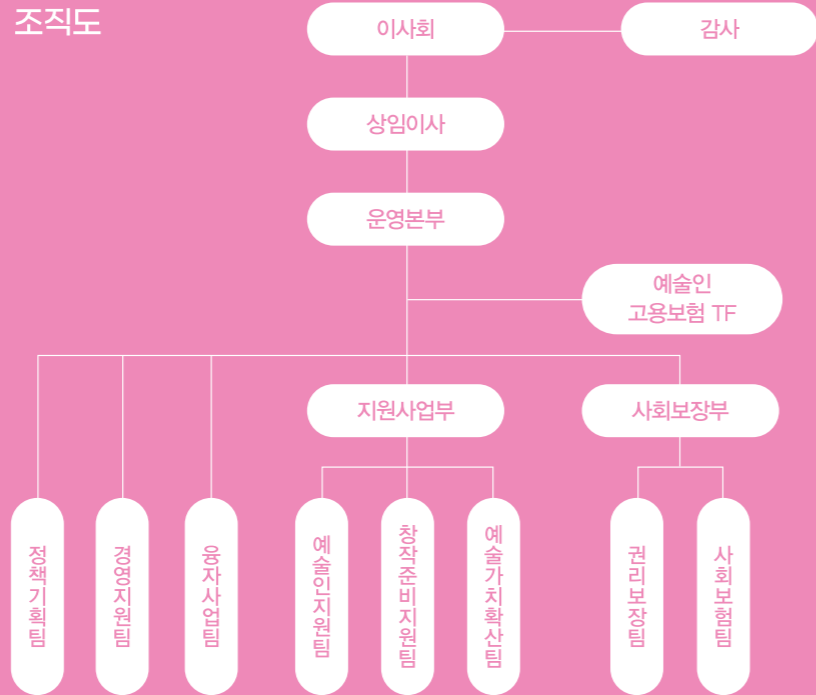 조직도
이사회
감사
상임이사
운영본부
예술인
고용보험 TF
지원사업부
사회보장부
정책기획팀
경영지원팀
융자사업팀
예술인지원팀
창작준비지원팀
예술가치확산팀
권리보장팀
사회보험팀